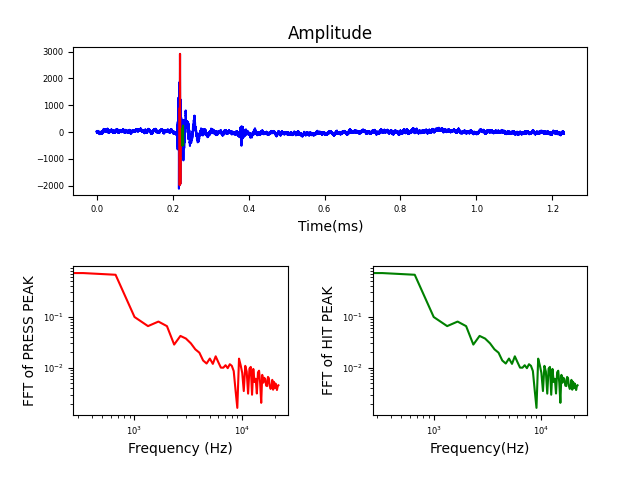 Amplitude
3000
2000
1000
0
−1000
−2000
0.0 0.2 0.4 0.6 0.8 1.0 1.2
Time(ms)
FFT of PRESS PEAK
10⁻¹
10⁻²
10³ 10⁴
Frequency (Hz)
FFT of HIT PEAK
10⁻¹
10⁻²
10³ 10⁴
Frequency(Hz)